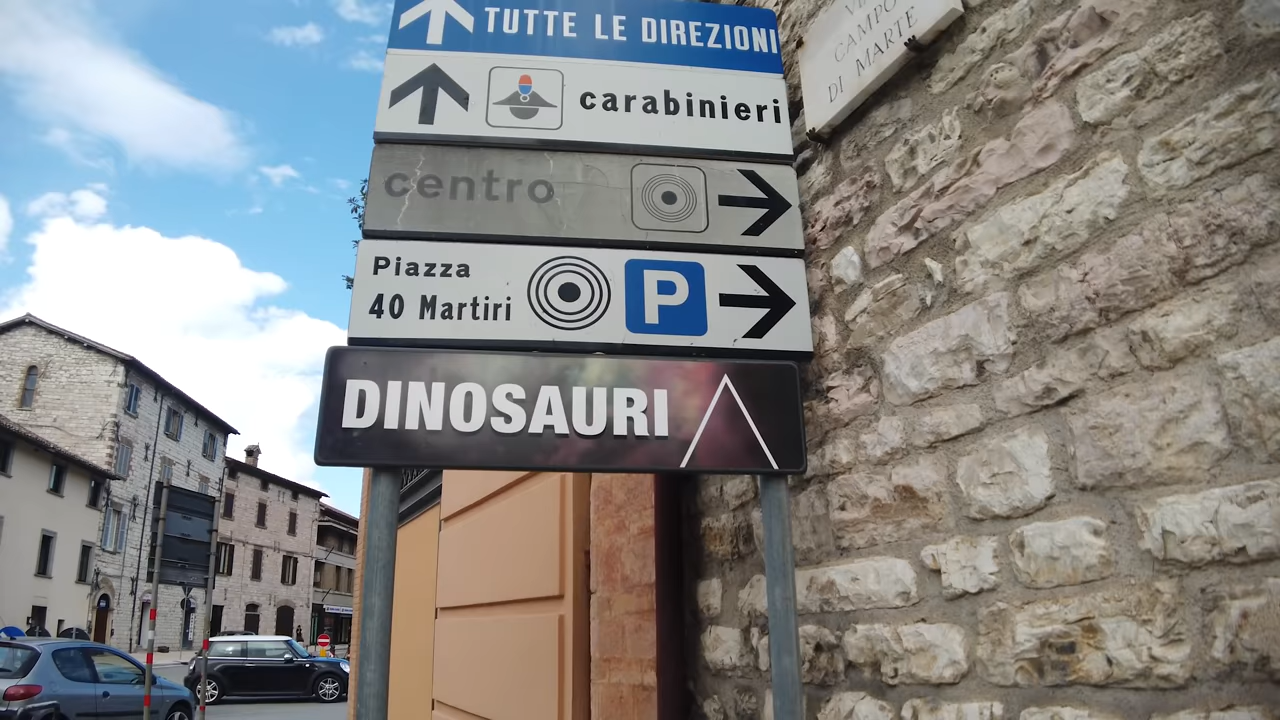 TUTTE LE DIREZIONI
carabinieri
centro
Piazza
40 Martiri
P
DINOSAURI
CAMPO
DI MARTE